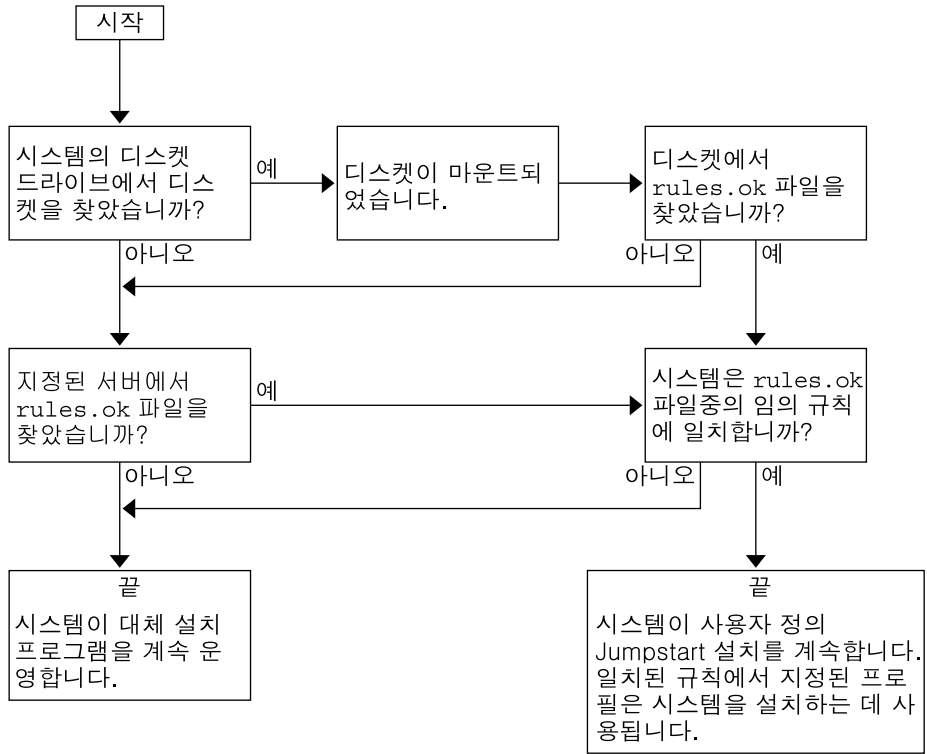 시작
시스템의 디스켓
드라이브에서 디스
켓을 찾았습니까?
예
디스켓이 마운트되
었습니다.
디스켓에서
rules.ok 파일을
찾았습니까?
아니오
아니오
예
지정된 서버에서
rules.ok 파일을
찾았습니까?
예
시스템은 rules.ok
파일중의 임의 규칙
에 일치합니까?
아니오
아니오
예
끝
시스템이 대체 설치
프로그램을 계속 운
영합니다.
끝
시스템이 사용자 정의
Jumpstart 설치를 계속합니다.
일치된 규칙에서 지정된 프로
필은 시스템을 설치하는 데 사
용됩니다.